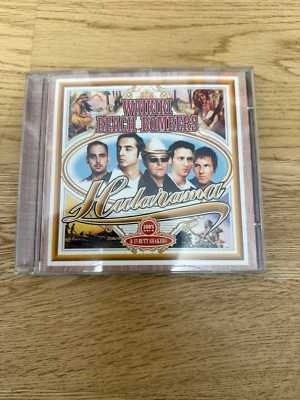 WAIKIKI
BEACH BOMBERS
Hularama
100%
& 13 BUTT SHAKERS